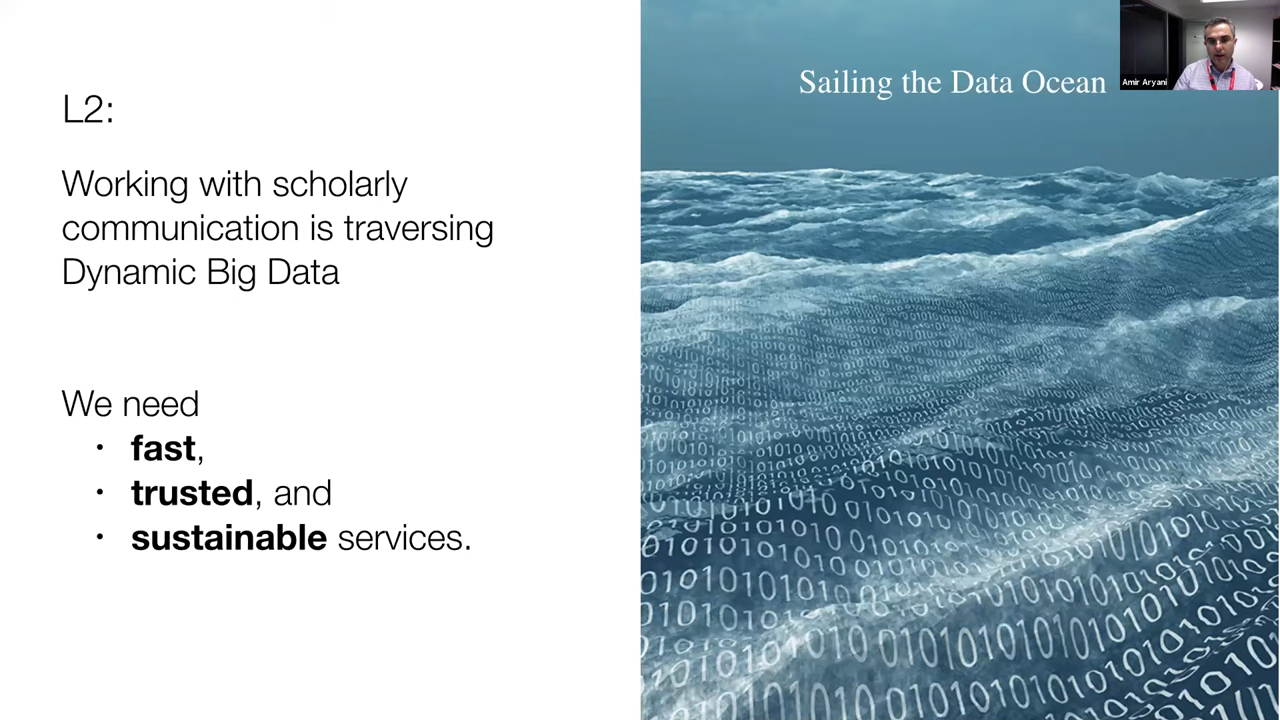 L2:
Working with scholarly
communication is traversing
Dynamic Big Data
We need
• fast,
• trusted, and
• sustainable services.
Sailing the Data Ocean
Amir Aryani